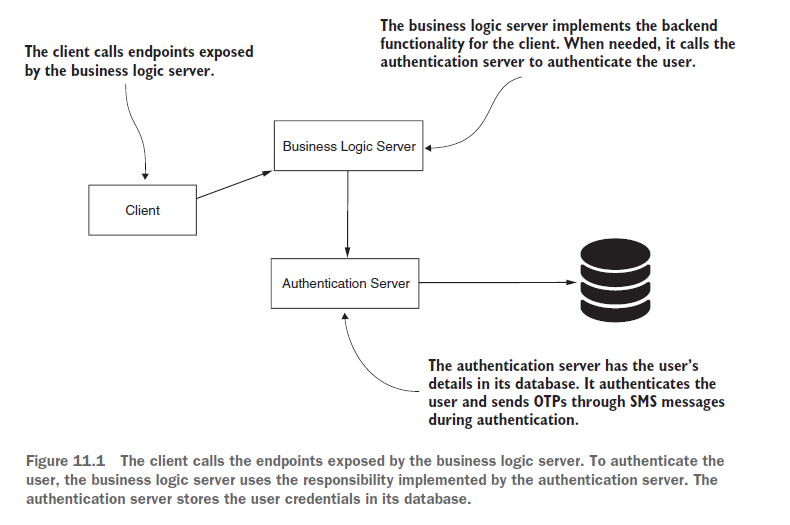 The business logic server implements the backend
functionality for the client. When needed, it calls the
authentication server to authenticate the user.
The client calls endpoints exposed
by the business logic server.
Business Logic Server
Client
Authentication Server
The authentication server has the user’s
details in its database. It authenticates the
user and sends OTPs through SMS messages
during authentication.
Figure 11.1 The client calls the endpoints exposed by the business logic server. To authenticate the
user, the business logic server uses the responsibility implemented by the authentication server. The
authentication server stores the user credentials in its database.